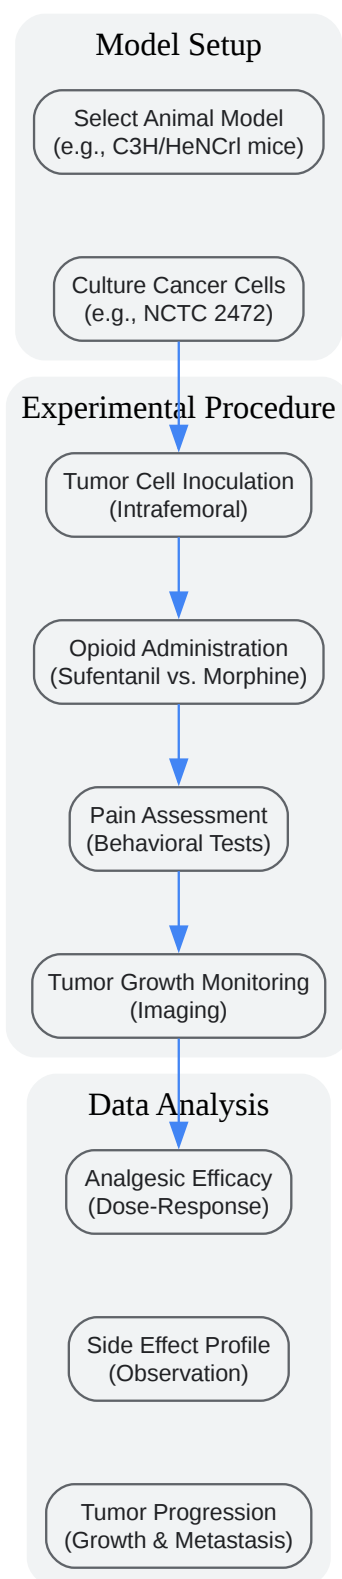 Model Setup
Select Animal Model
(e.g., C3H/HeNCrl mice)
Culture Cancer Cells
(e.g., NCTC 2472)
Experimental Procedure
Tumor Cell Inoculation
(Intrafemoral)
Opioid Administration
(Sufentanil vs. Morphine)
Pain Assessment
(Behavioral Tests)
Tumor Growth Monitoring
(Imaging)
Data Analysis
Analgesic Efficacy
(Dose-Response)
Side Effect Profile
(Observation)
Tumor Progression
(Growth & Metastasis)